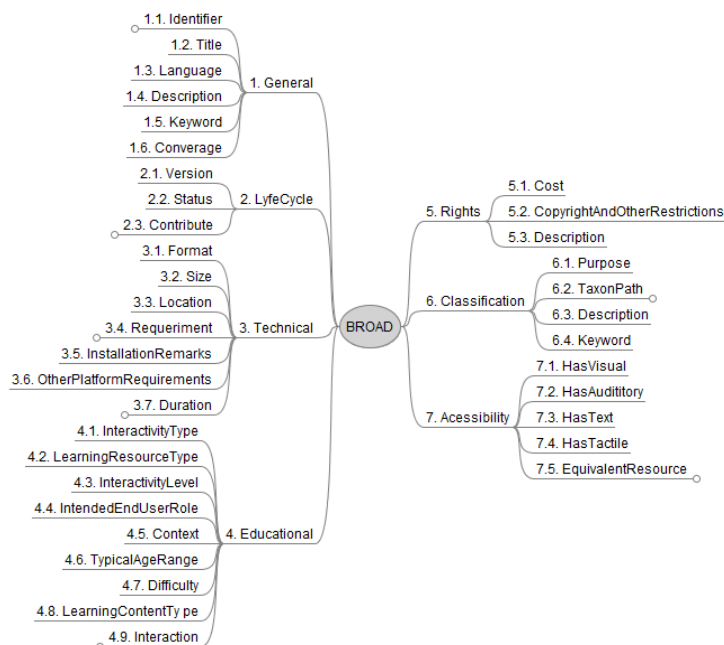 1.1. Identifier
1.2. Title
1.3. Language
1.4. Description
1.5. Keyword
1.6. Converage
1. General
2.1. Version
2.2. Status
2.3. Contribute
2. LyfeCycle
3.1. Format
3.2. Size
3.3. Location
3.4. Requeriment
3.5. InstallationRemarks
3.6. OtherPlatformRequirements
3.7. Duration
3. Technical
4.1. InteractivityType
4.2. LearningResourceType
4.3. InteractivityLevel
4.4. IntendedEndUserRole
4.5. Context
4.6. TypicalAgeRange
4.7. Difficulty
4.8. LearningContentTy pe
4.9. Interaction
4. Educational
BROAD
5. Rights
5.1. Cost
5.2. CopyrightAndOtherRestrictions
5.3. Description
6. Classification
6.1. Purpose
6.2. TaxonPath
6.3. Description
6.4. Keyword
7. Acessibility
7.1. HasVisual
7.2. HasAudititory
7.3. HasText
7.4. HasTactile
7.5. EquivalentResource